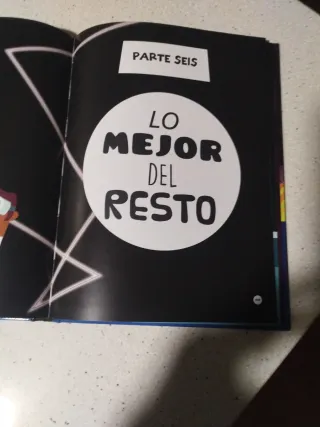 PARTE SEIS
LO
MEJOR
DEL
RESTO